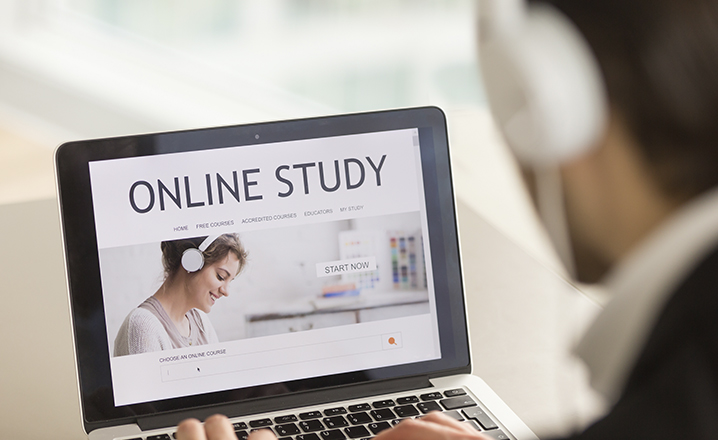 ONLINE STUDY
HOME FREE COURSES ACCREDITED COURSES EDUCATORS MY STUDY
START NOW
CHOOSE AN ONLINE COURSE